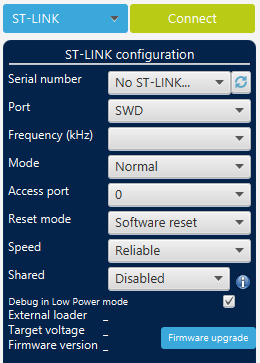 ST-LINK Connect
ST-LINK configuration
Serial number No ST-LINK...
Port SWD
Frequency (kHz)
Mode Normal
Access port 0
Reset mode Software reset
Speed Reliable
Shared Disabled
Debug in Low Power mode
External loader _
Target voltage _
Firmware version _ Firmware upgrade